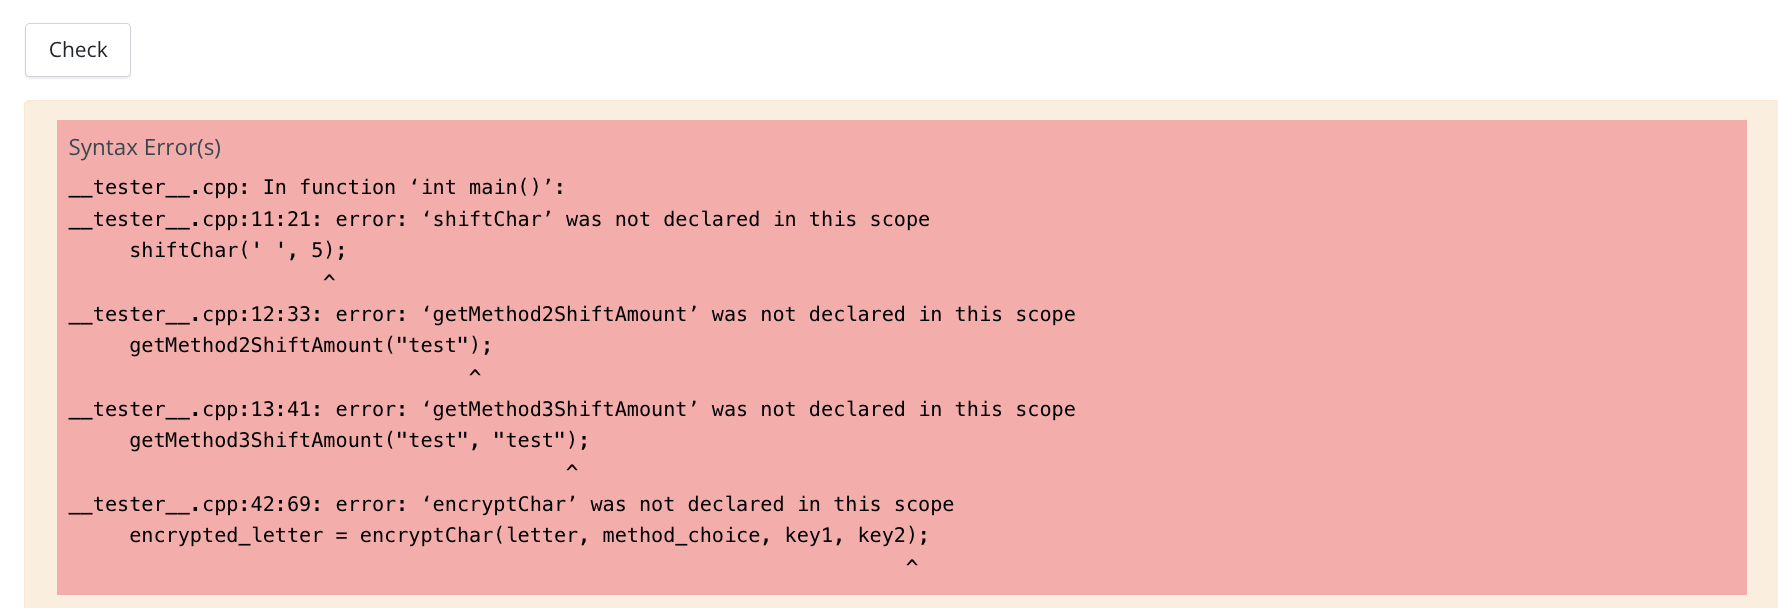 Check
Syntax Error(s)
__tester__.cpp: In function ‘int main()’:
__tester__.cpp:11:21: error: ‘shiftChar’ was not declared in this scope
     shiftChar(' ', 5);
                     ^
__tester__.cpp:12:33: error: ‘getMethod2ShiftAmount’ was not declared in this scope
     getMethod2ShiftAmount("test");
                                 ^
__tester__.cpp:13:41: error: ‘getMethod3ShiftAmount’ was not declared in this scope
     getMethod3ShiftAmount("test", "test");
                                         ^
__tester__.cpp:42:69: error: ‘encryptChar’ was not declared in this scope
     encrypted_letter = encryptChar(letter, method_choice, key1, key2);
                                                                     ^